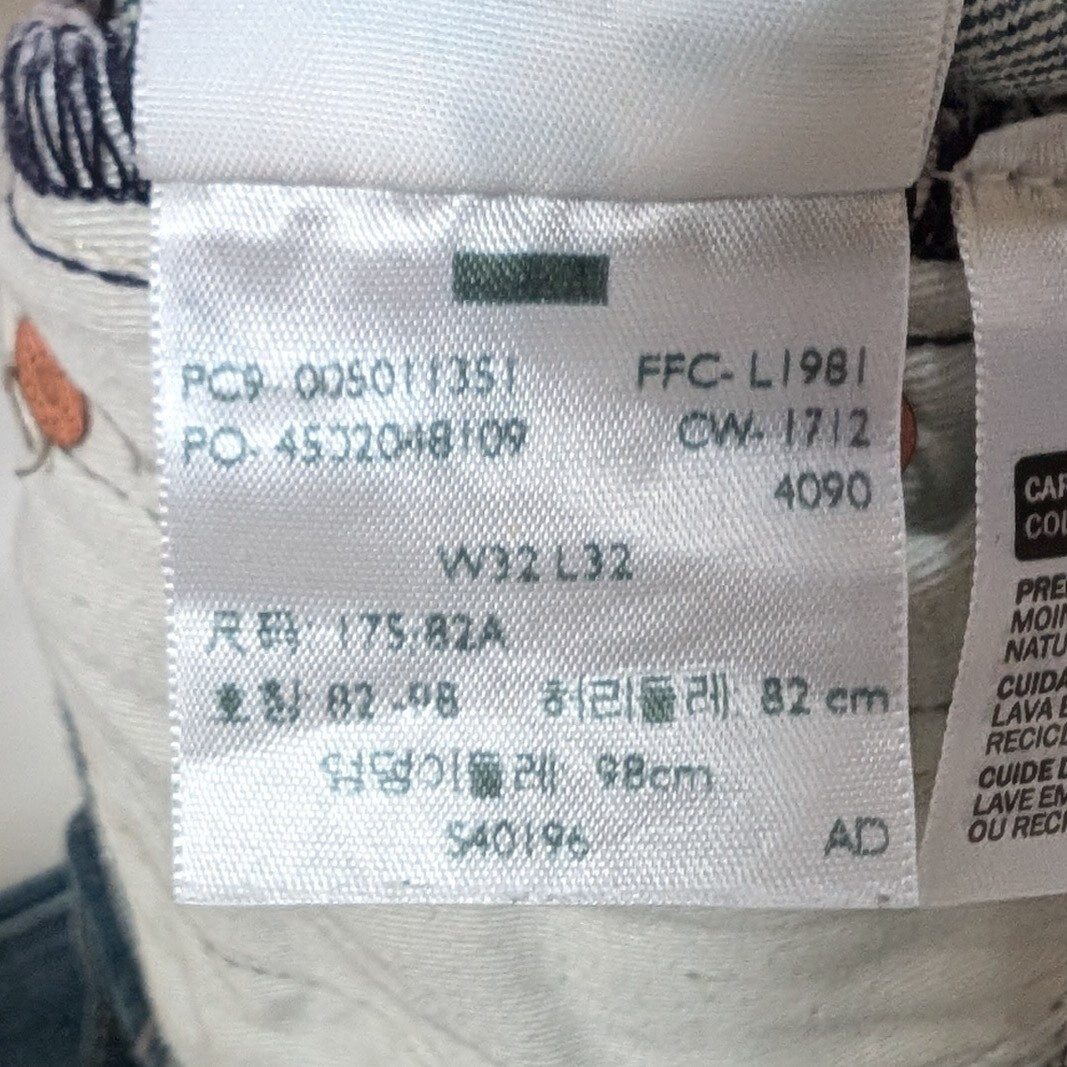 PC9- 005011351 FFC- L1981
PO- 4502048109 CW- 1712
4090
W32 L32
尺码: 175/82A
호칭: 82 -98 허리둘레: 82 cm
엉덩이둘레: 98cm
S40196 AD
CAR
COL
PRE
MOIN
NATU
CUIDA
LAVA E
RECICL
CUIDE D
LAVE EM
OU RECI